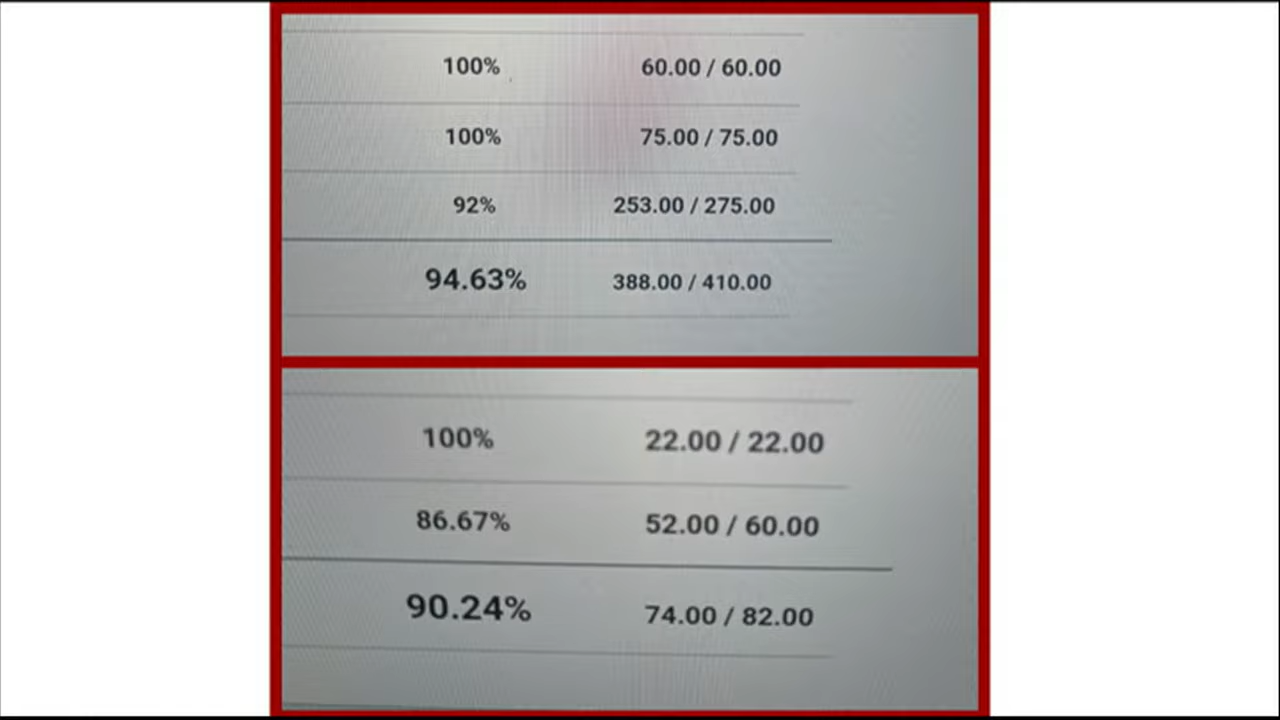 100% 60.00 / 60.00
100% 75.00 / 75.00
92% 253.00 / 275.00
94.63% 388.00 / 410.00
100% 22.00 / 22.00
86.67% 52.00 / 60.00
90.24% 74.00 / 82.00